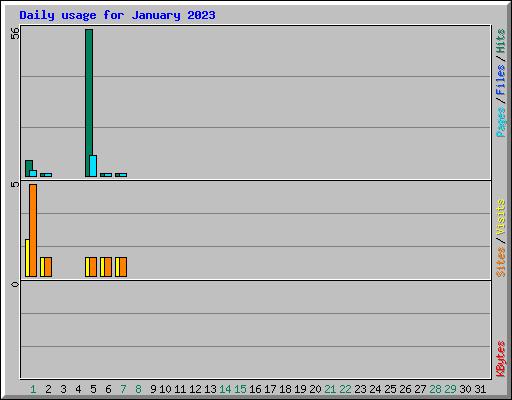 Daily usage for January 2023
56
5
0
Pages / Files / Hits
Sites / Visits
KBytes
1 2 3 4 5 6 7 8 9 10 11 12 13 14 15 16 17 18 19 20 21 22 23 24 25 26 27 28 29 30 31